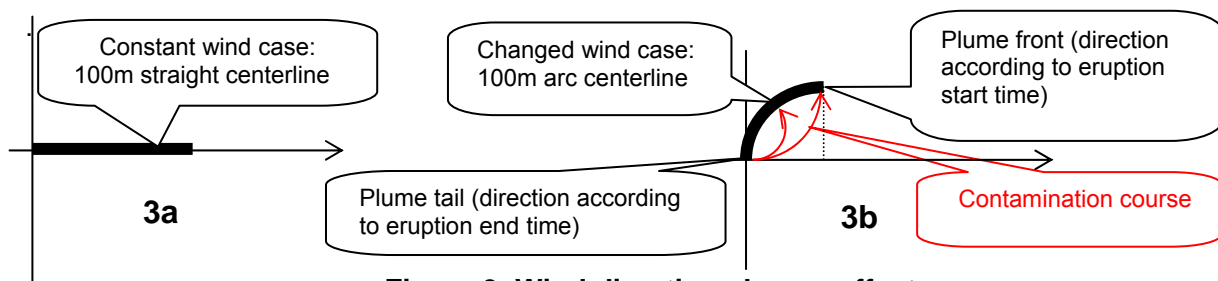 Constant wind case:
100m straight centerline
3a
Changed wind case:
100m arc centerline
Plume front (direction
according to eruption
start time)
Plume tail (direction according
to eruption end time)
3b
Contamination course